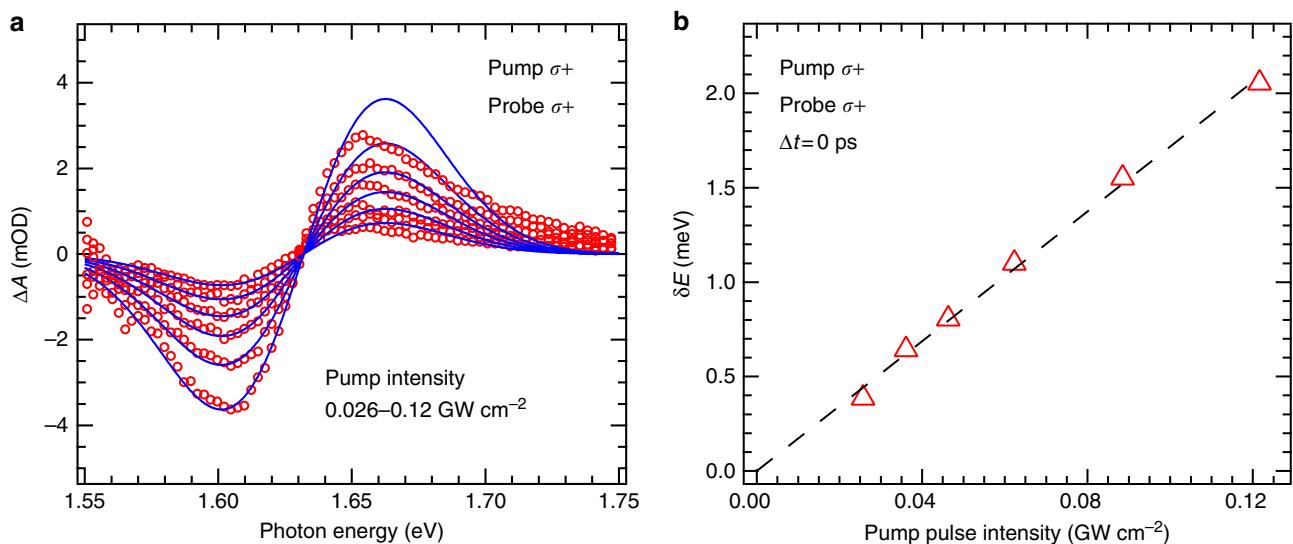 a
Pump σ+
Probe σ+
Pump intensity
0.026–0.12 GW cm⁻²
4
2
0
−2
−4
ΔA (mOD)
1.55
1.60
1.65
1.70
1.75
Photon energy (eV)
b
Pump σ+
Probe σ+
Δt=0 ps
2.0
1.5
1.0
0.5
0.0
δE (meV)
0.00
0.04
0.08
0.12
Pump pulse intensity (GW cm⁻²)